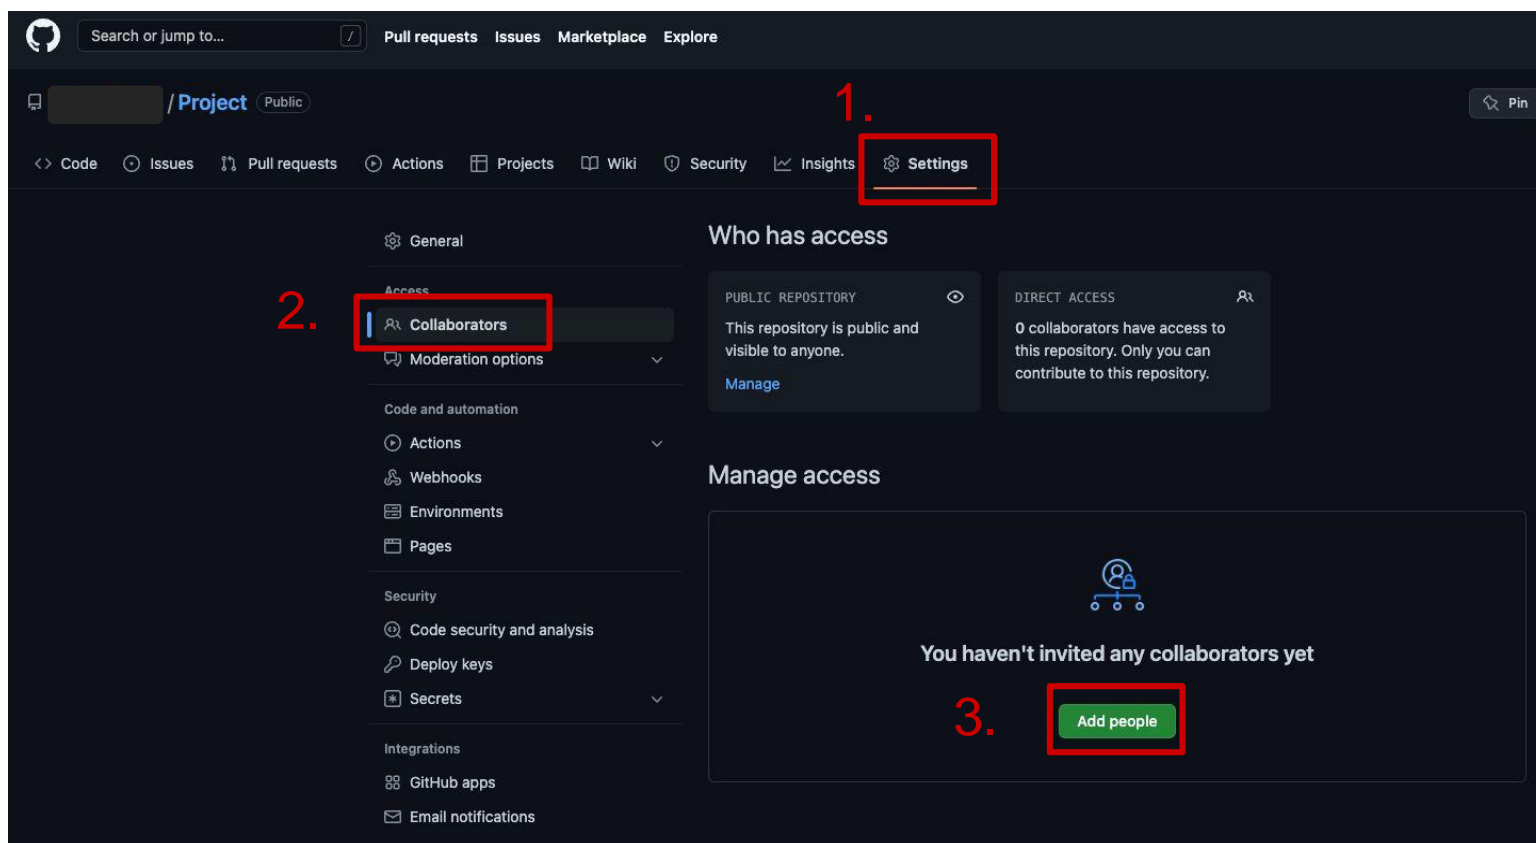 Search or jump to... /
Pull requests Issues Marketplace Explore
/ Project Public
Pin
1.
Code Issues Pull requests Actions Projects Wiki Security Insights Settings
General
Access
2.
Collaborators
Moderation options
Code and automation
Actions
Webhooks
Environments
Pages
Security
Code security and analysis
Deploy keys
Secrets
Integrations
GitHub apps
Email notifications
Who has access
PUBLIC REPOSITORY
This repository is public and
visible to anyone.
Manage
DIRECT ACCESS
0 collaborators have access to
this repository. Only you can
contribute to this repository.
Manage access
You haven't invited any collaborators yet
3.
Add people